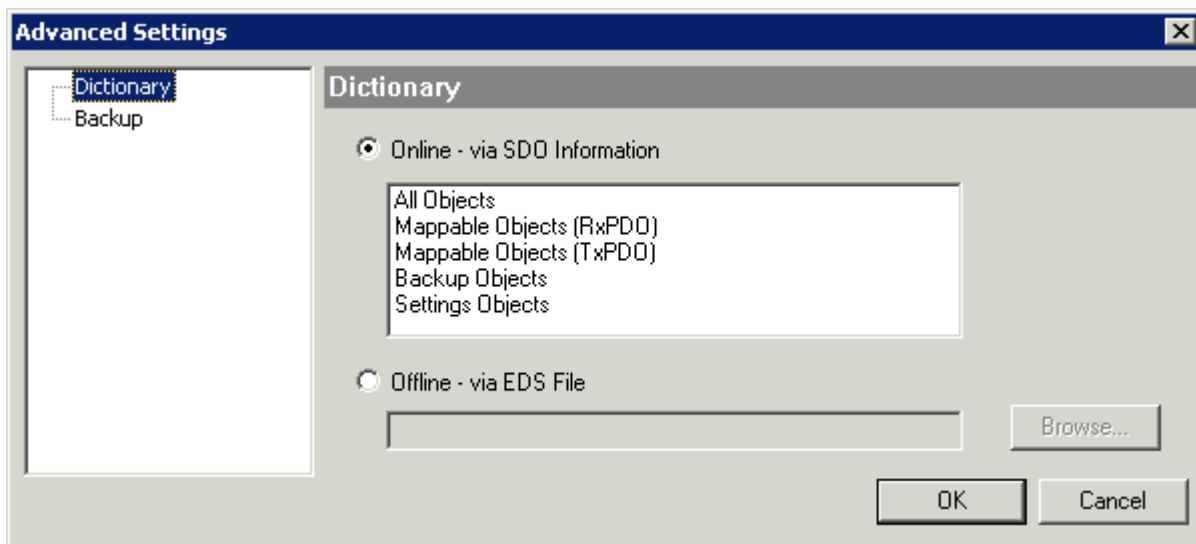 Advanced Settings
Dictionary
Backup
Dictionary
Online - via SDO Information
All Objects
Mappable Objects (RxPDO)
Mappable Objects (TxPDO)
Backup Objects
Settings Objects
Offline - via EDS File
Browse...
OK
Cancel